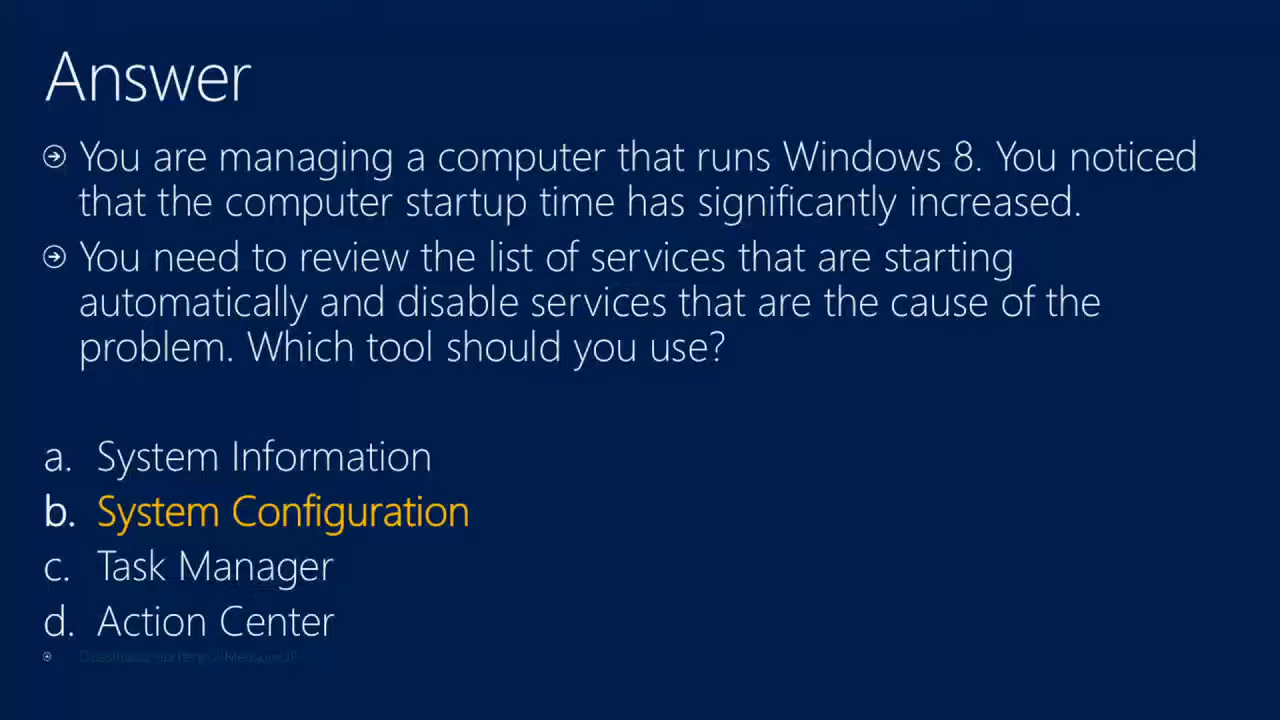 Answer
You are managing a computer that runs Windows 8. You noticed
that the computer startup time has significantly increased.
You need to review the list of services that are starting
automatically and disable services that are the cause of the
problem. Which tool should you use?
a. System Information
b. System Configuration
c. Task Manager
d. Action Center